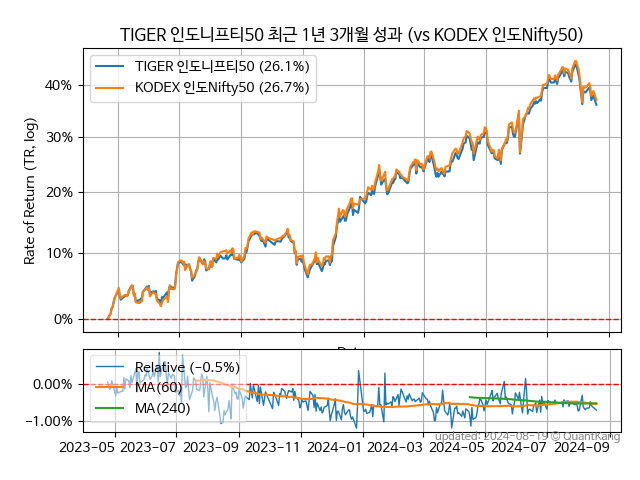 TIGER 인도니프티50 최근 1년 3개월 성과 (vs KODEX 인도Nifty50)
Rate of Return (TR, log)
TIGER 인도니프티50 (26.1%)
KODEX 인도Nifty50 (26.7%)
40%
30%
20%
10%
0%
Relative (−0.5%)
MA(60)
MA(240)
0.00%
−1.00%
2023−05 2023−07 2023−09 2023−11 2024−01 2024−03 2024−05 2024−07 2024−09
updated: 2024−08−19 © QuantKang